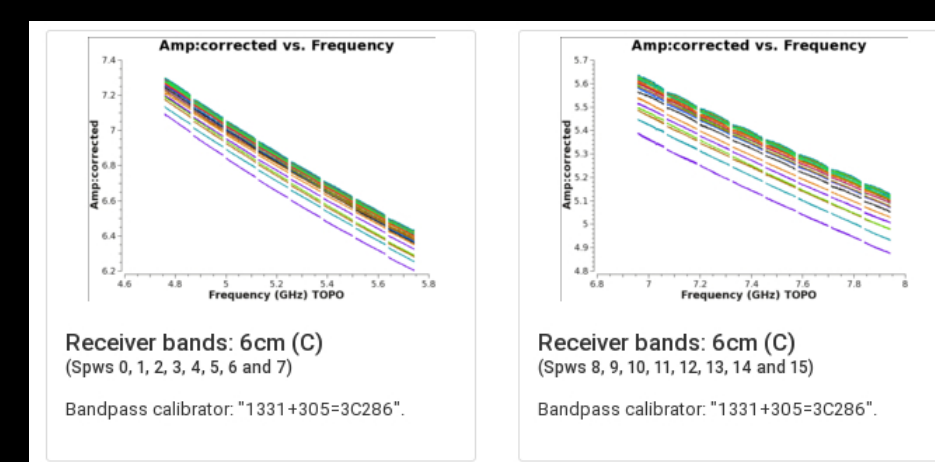 Amp:corrected vs. Frequency
7.4
7.2
7
6.8
6.6
6.4
6.2
Amp:corrected
4.6 4.8 5 5.2 5.4 5.6 5.8
Frequency (GHz) TOPO
Receiver bands: 6cm (C)
(Spws 0, 1, 2, 3, 4, 5, 6 and 7)
Bandpass calibrator: "1331+305=3C286".
Amp:corrected vs. Frequency
5.7
5.6
5.5
5.4
5.3
5.2
5.1
5
4.9
4.8
Amp:corrected
6.8 7 7.2 7.4 7.6 7.8 8
Frequency (GHz) TOPO
Receiver bands: 6cm (C)
(Spws 8, 9, 10, 11, 12, 13, 14 and 15)
Bandpass calibrator: "1331+305=3C286".